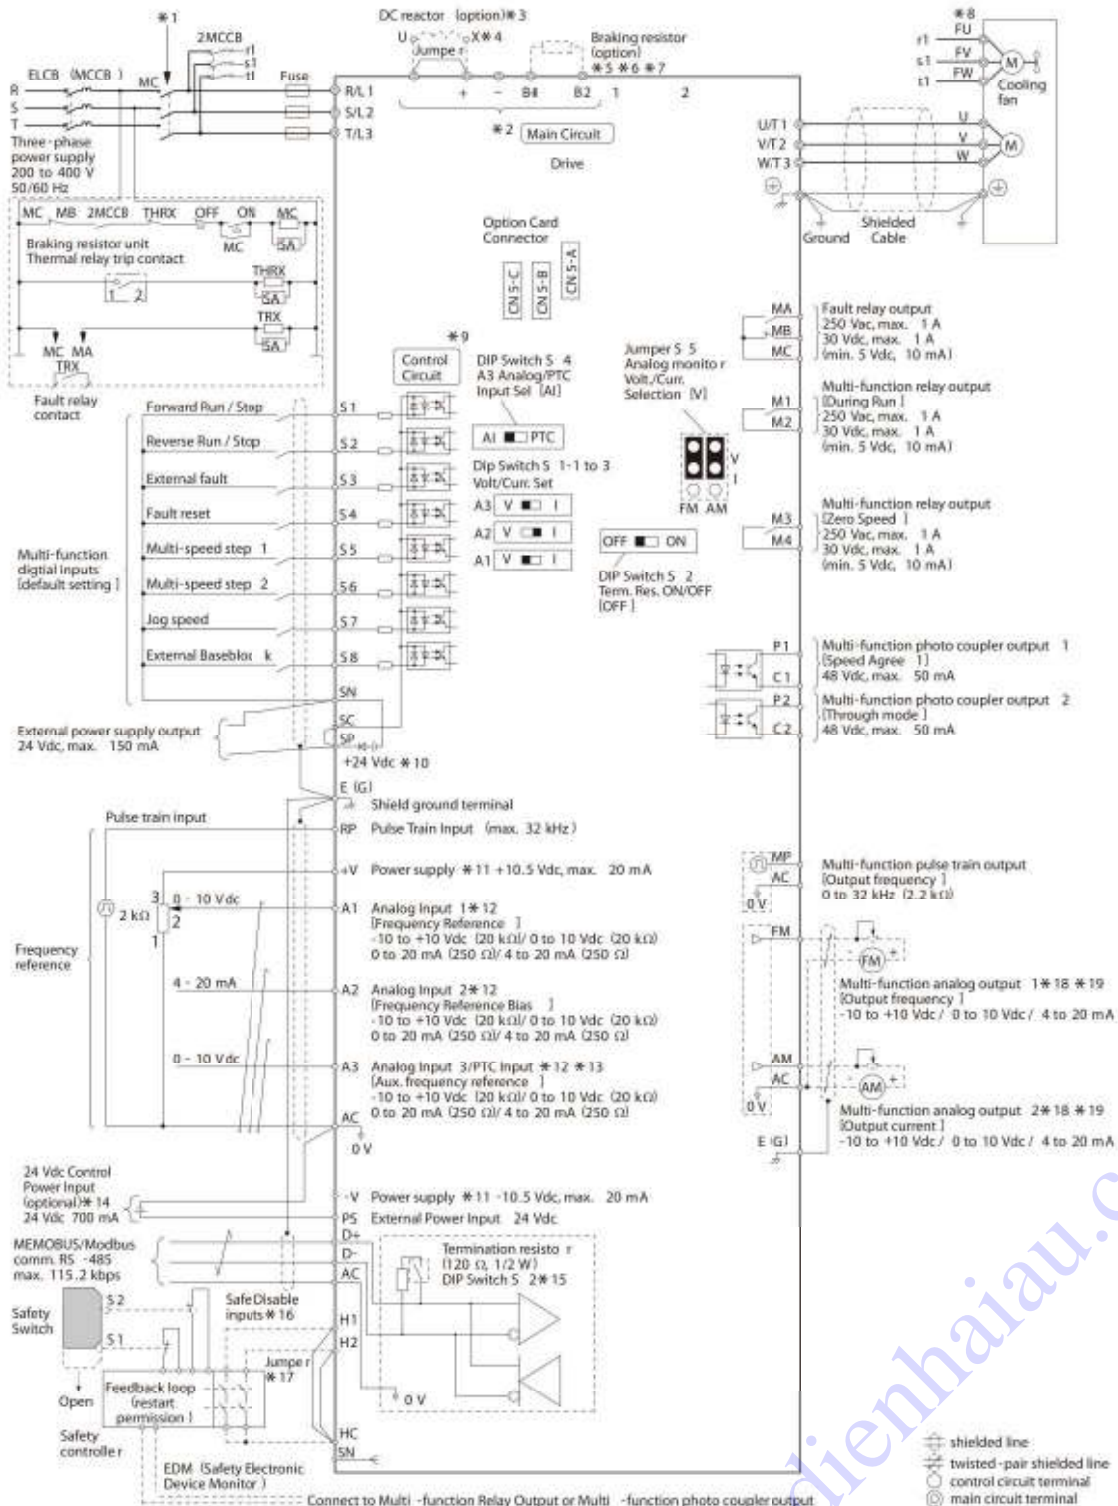 *1
DC reactor (option)*3
U X*4
Jumper
Braking resistor
(option)
*5 *6 *7
*8
FU
FV
FW
r1
s1
t1
M
Cooling
fan
2MCCB
r1
s1
t1
ELCB (MCCB)
MC
Fuse
R
S
T
R/L1
S/L2
T/L3
+ − B1 B2 1 2
*2 Main Circuit
Drive
U/T1
V/T2
W/T3
U
V
W
M
Three-phase
power supply
200 to 400 V
50/60 Hz
Ground
Shielded
Cable
MC MB 2MCCB THRX OFF ON MC
MC
SA
Braking resistor unit
Thermal relay trip contact
1 2
THRX
SA
TRX
SA
MC MA
TRX
Fault relay
contact
Option Card
Connector
CN5-C
CN5-B
CN5-A
*9
Control
Circuit
DIP Switch S 4
A3 Analog/PTC
Input Sel [AI]
AI PTC
Dip Switch S 1-1 to 3
Volt/Curr. Set
A3 V I
A2 V I
A1 V I
Jumper S 5
Analog monitor
Volt./Curr.
Selection [V]
V
I
FM AM
OFF ON
DIP Switch S 2
Term. Res. ON/OFF
[OFF]
MA
MB
MC
Fault relay output
250 Vac, max. 1 A
30 Vdc, max. 1 A
(min. 5 Vdc, 10 mA)
M1
M2
Multi-function relay output
[During Run]
250 Vac, max. 1 A
30 Vdc, max. 1 A
(min. 5 Vdc, 10 mA)
M3
M4
Multi-function relay output
[Zero Speed]
250 Vac, max. 1 A
30 Vdc, max. 1 A
(min. 5 Vdc, 10 mA)
Multi-function
digtial inputs
[default setting]
Forward Run / Stop S1
Reverse Run / Stop S2
External fault S3
Fault reset S4
Multi-speed step 1 S5
Multi-speed step 2 S6
Jog speed S7
External Baseblock S8
SN
SC
SP
External power supply output
24 Vdc, max. 150 mA
+24 Vdc *10
P1
C1
Multi-function photo coupler output 1
[Speed Agree 1]
48 Vdc, max. 50 mA
P2
C2
Multi-function photo coupler output 2
[Through mode]
48 Vdc, max. 50 mA
E (G)
Shield ground terminal
Pulse train input
RP Pulse Train Input (max. 32 kHz)
+V Power supply *11 +10.5 Vdc, max. 20 mA
Frequency
reference
2 kΩ
3
2
1
0 - 10 Vdc
A1 Analog Input 1*12
[Frequency Reference]
-10 to +10 Vdc (20 kΩ)/ 0 to 10 Vdc (20 kΩ)
0 to 20 mA (250 Ω)/ 4 to 20 mA (250 Ω)
4 - 20 mA
A2 Analog Input 2*12
[Frequency Reference Bias]
-10 to +10 Vdc (20 kΩ)/ 0 to 10 Vdc (20 kΩ)
0 to 20 mA (250 Ω)/ 4 to 20 mA (250 Ω)
0 - 10 Vdc
A3 Analog Input 3/PTC Input *12 *13
[Aux. frequency reference]
-10 to +10 Vdc (20 kΩ)/ 0 to 10 Vdc (20 kΩ)
0 to 20 mA (250 Ω)/ 4 to 20 mA (250 Ω)
AC
0 V
MP
AC
0 V
Multi-function pulse train output
[Output frequency]
0 to 32 kHz (2.2 kΩ)
FM
- FM +
Multi-function analog output 1*18 *19
[Output frequency]
-10 to +10 Vdc / 0 to 10 Vdc / 4 to 20 mA
AM
AC
0 V
- AM +
Multi-function analog output 2*18 *19
[Output current]
-10 to +10 Vdc / 0 to 10 Vdc / 4 to 20 mA
E (G)
24 Vdc Control
Power Input
(optional)*14
24 Vdc 700 mA
-V Power supply *11 -10.5 Vdc, max. 20 mA
PS External Power Input 24 Vdc
MEMOBUS/Modbus
comm. RS -485
max. 115.2 kbps
D+
D-
AC
Termination resistor
(120 Ω, 1/2 W)
DIP Switch S 2*15
0 V
Safety
Switch
S2
S1
Open
Safe Disable
inputs*16
H1
H2
Jumper
*17
Feedback loop
(restart
permission)
Safety
controller
HC
SN
EDM (Safety Electronic
Device Monitor)
Connect to Multi -function Relay Output or Multi -function photo coupler output
shielded line
twisted-pair shielded line
control circuit terminal
main circuit terminal
dienhaiau.c